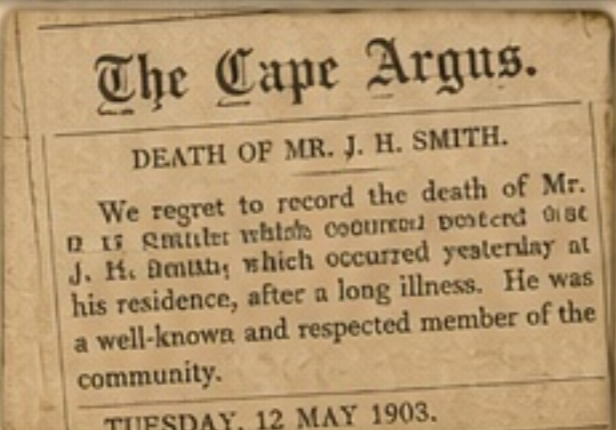 The Cape Argus.
DEATH OF MR. J. H. SMITH.
We regret to record the death of Mr.
which
J. H. which occurred yesterday at
his residence, after a long illness. He was
a well-known and respected member of the
community.
TUESDAY, 12 MAY 1903.